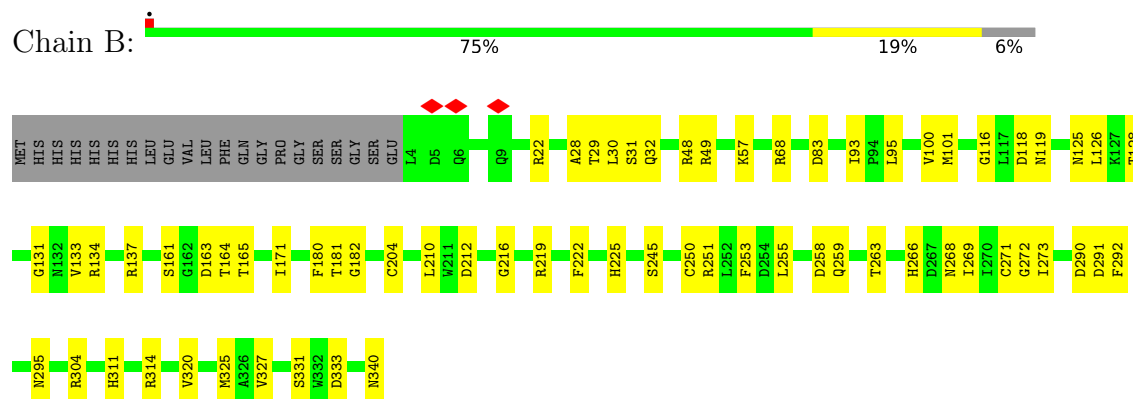 Chain B:
75% 19% 6%
MET HIS HIS HIS HIS HIS HIS LEU GLU VAL LEU PHE GLN GLY PRO GLY SER SER GLY SER GLU L4 D5 Q6 Q9 R22 A28 T29 L30 S31 Q32 R48 R49 K57 R68 D83 I93 P94 L95 V100 M101 G116 L117 D118 N119 N125 L126 K127 T128
G131 N132 V133 R134 R137 S161 G162 D163 T164 T165 I171 F180 T181 G182 C204 L210 W211 D212 G216 R219 F222 H225 S245 C250 R251 L252 F253 D254 L255 D258 Q259 T263 H266 D267 N268 I269 I270 C271 G272 I273 D290 D291 F292
N295 R304 H311 R314 V320 M325 A326 V327 S331 W332 D333 N340